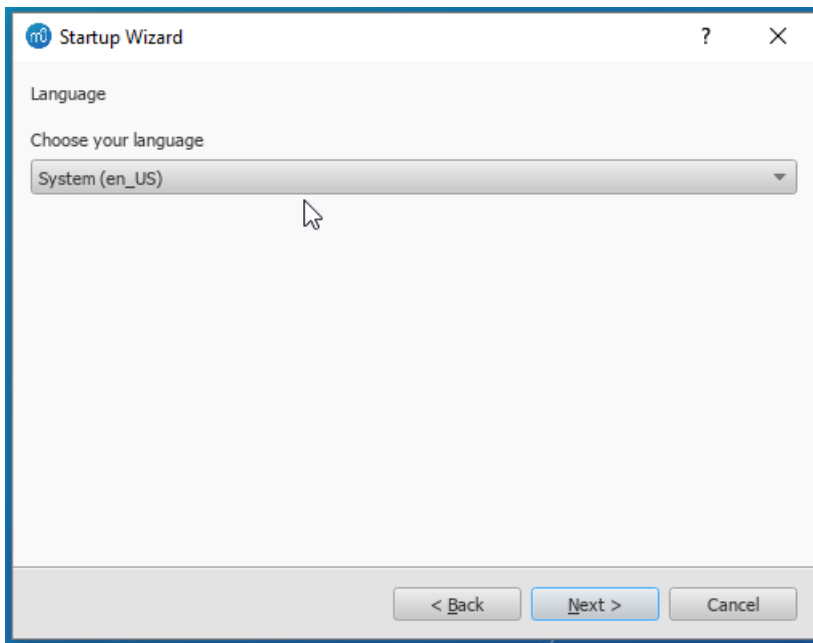 Startup Wizard ?
Language
Choose your language
System (en_US)
< Back Next > Cancel